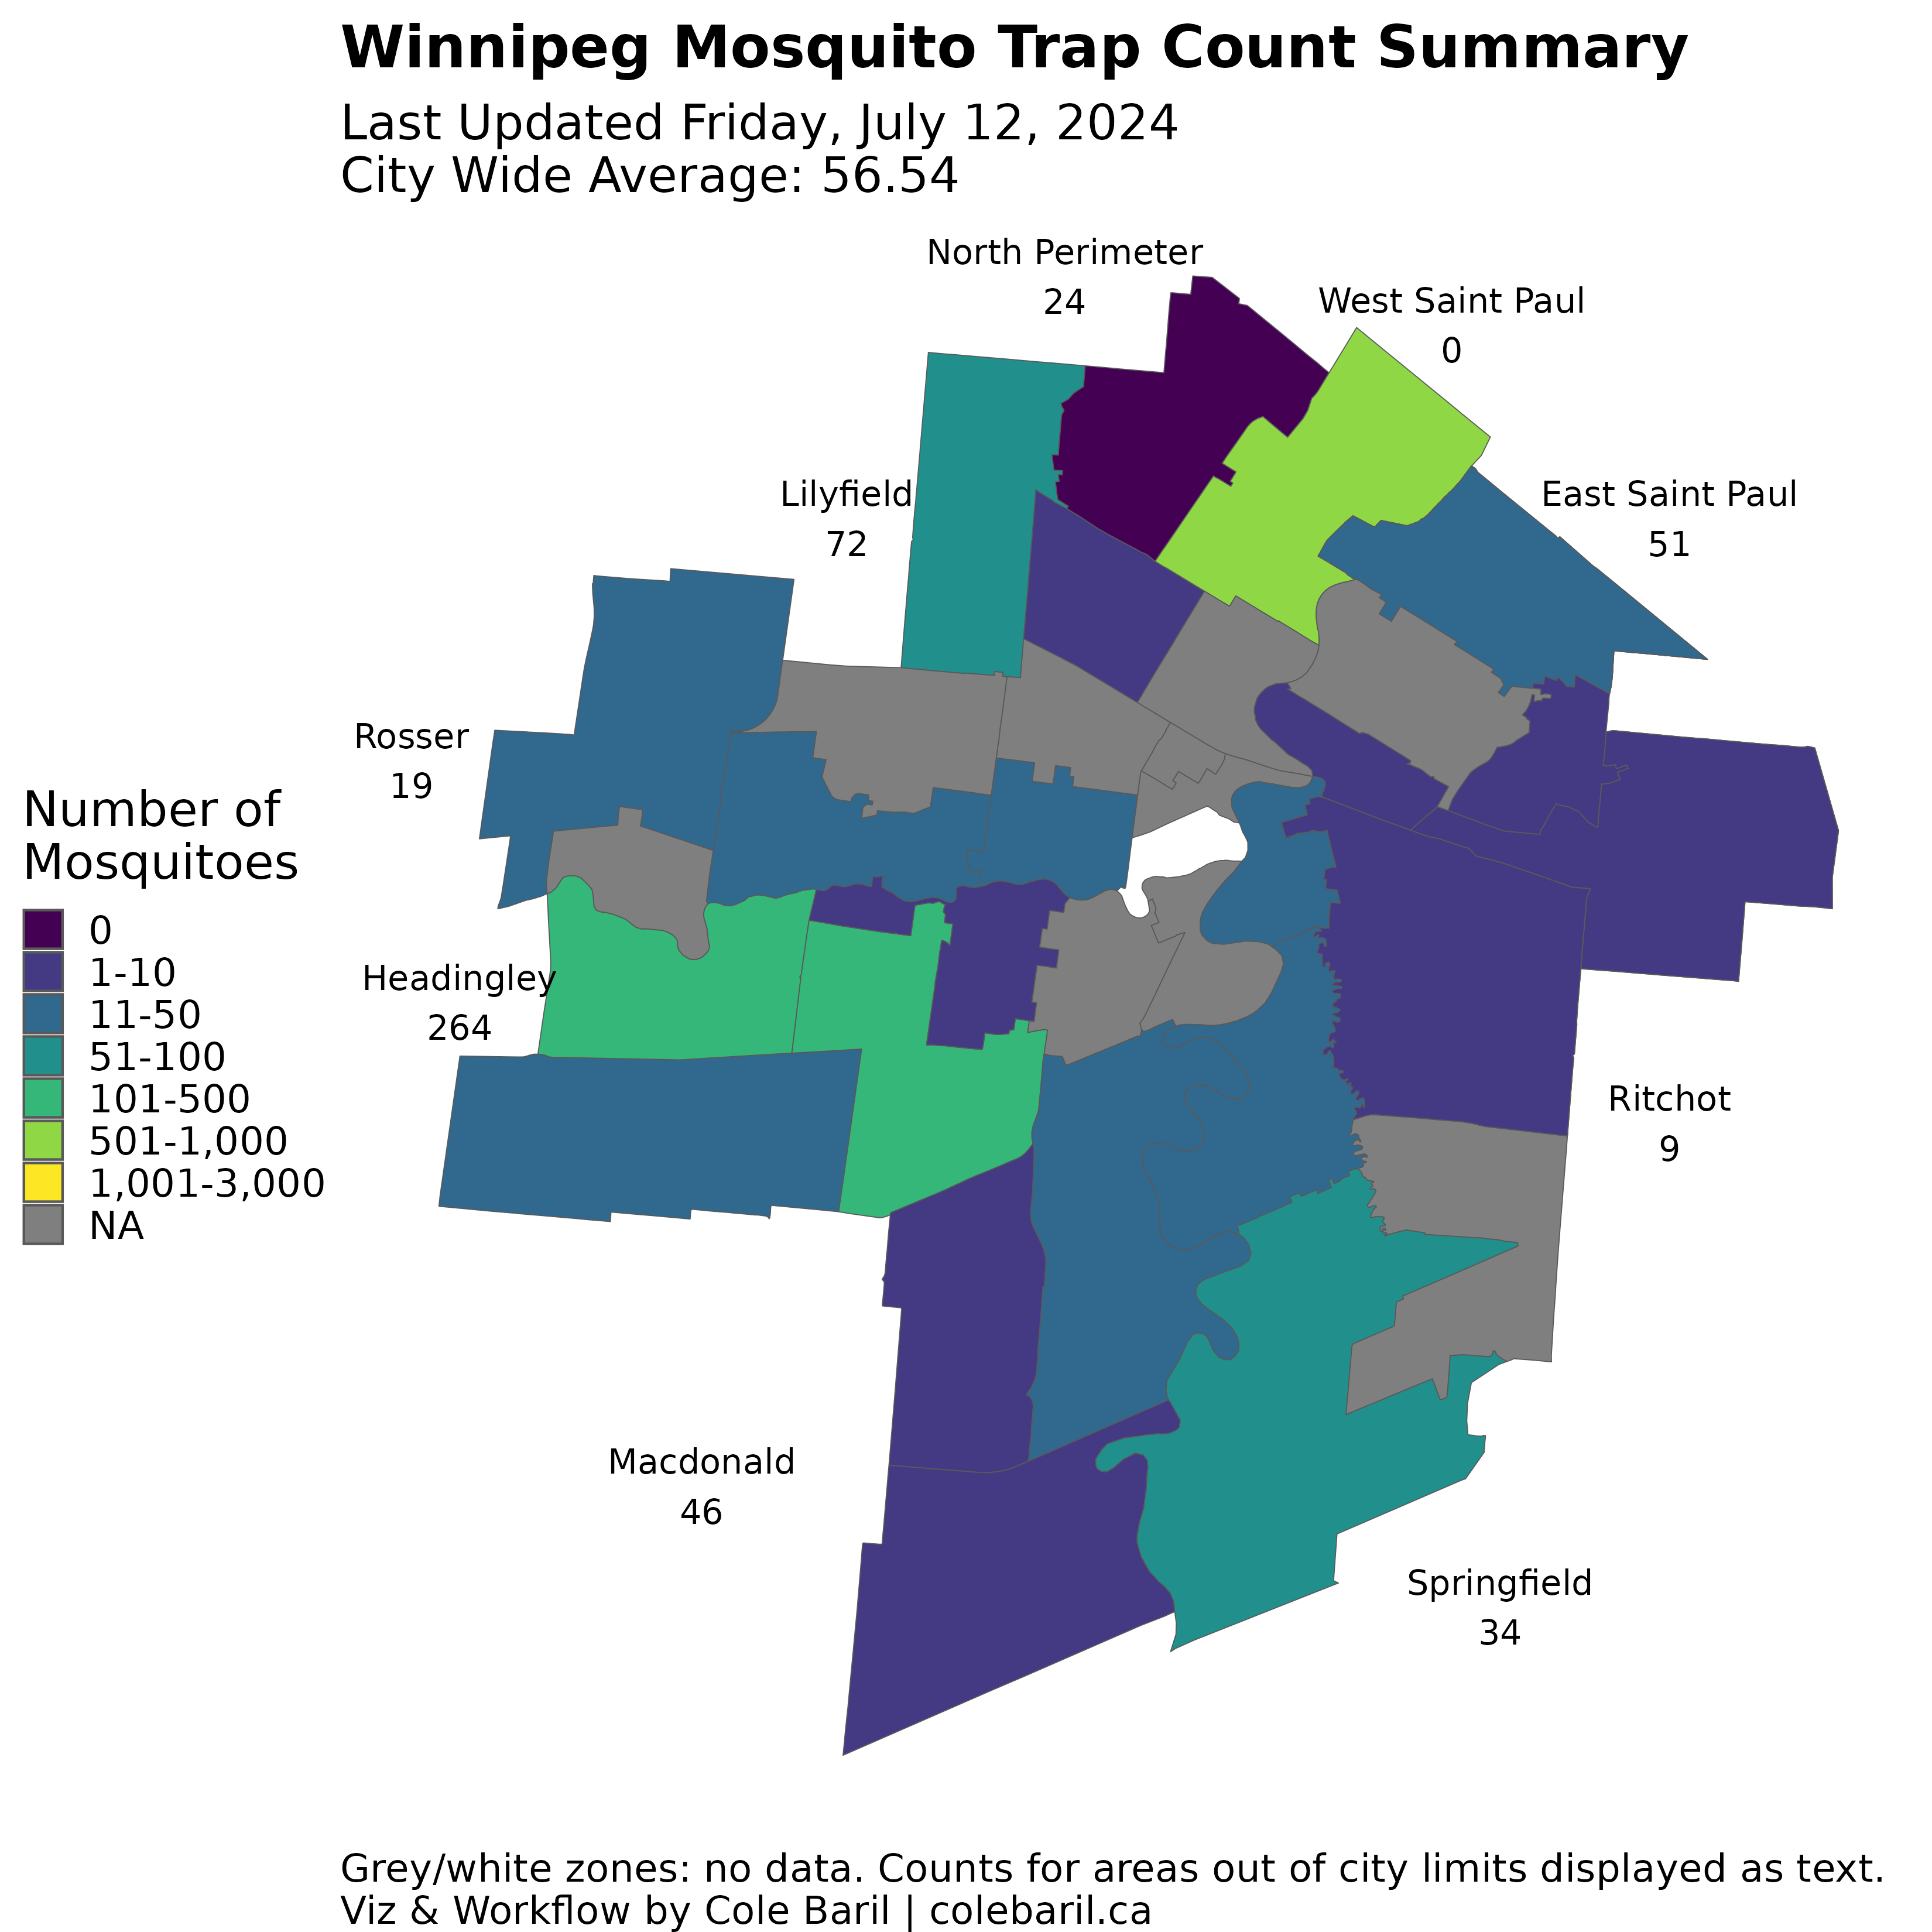 Winnipeg Mosquito Trap Count Summary
Last Updated Friday, July 12, 2024
City Wide Average: 56.54
North Perimeter
24
West Saint Paul
0
Lilyfield
72
East Saint Paul
51
Rosser
19
Number of
Mosquitoes
0
1-10
11-50
51-100
101-500
501-1,000
1,001-3,000
NA
Headingley
264
Ritchot
9
Macdonald
46
Springfield
34
Grey/white zones: no data. Counts for areas out of city limits displayed as text.
Viz & Workflow by Cole Baril | colebaril.ca